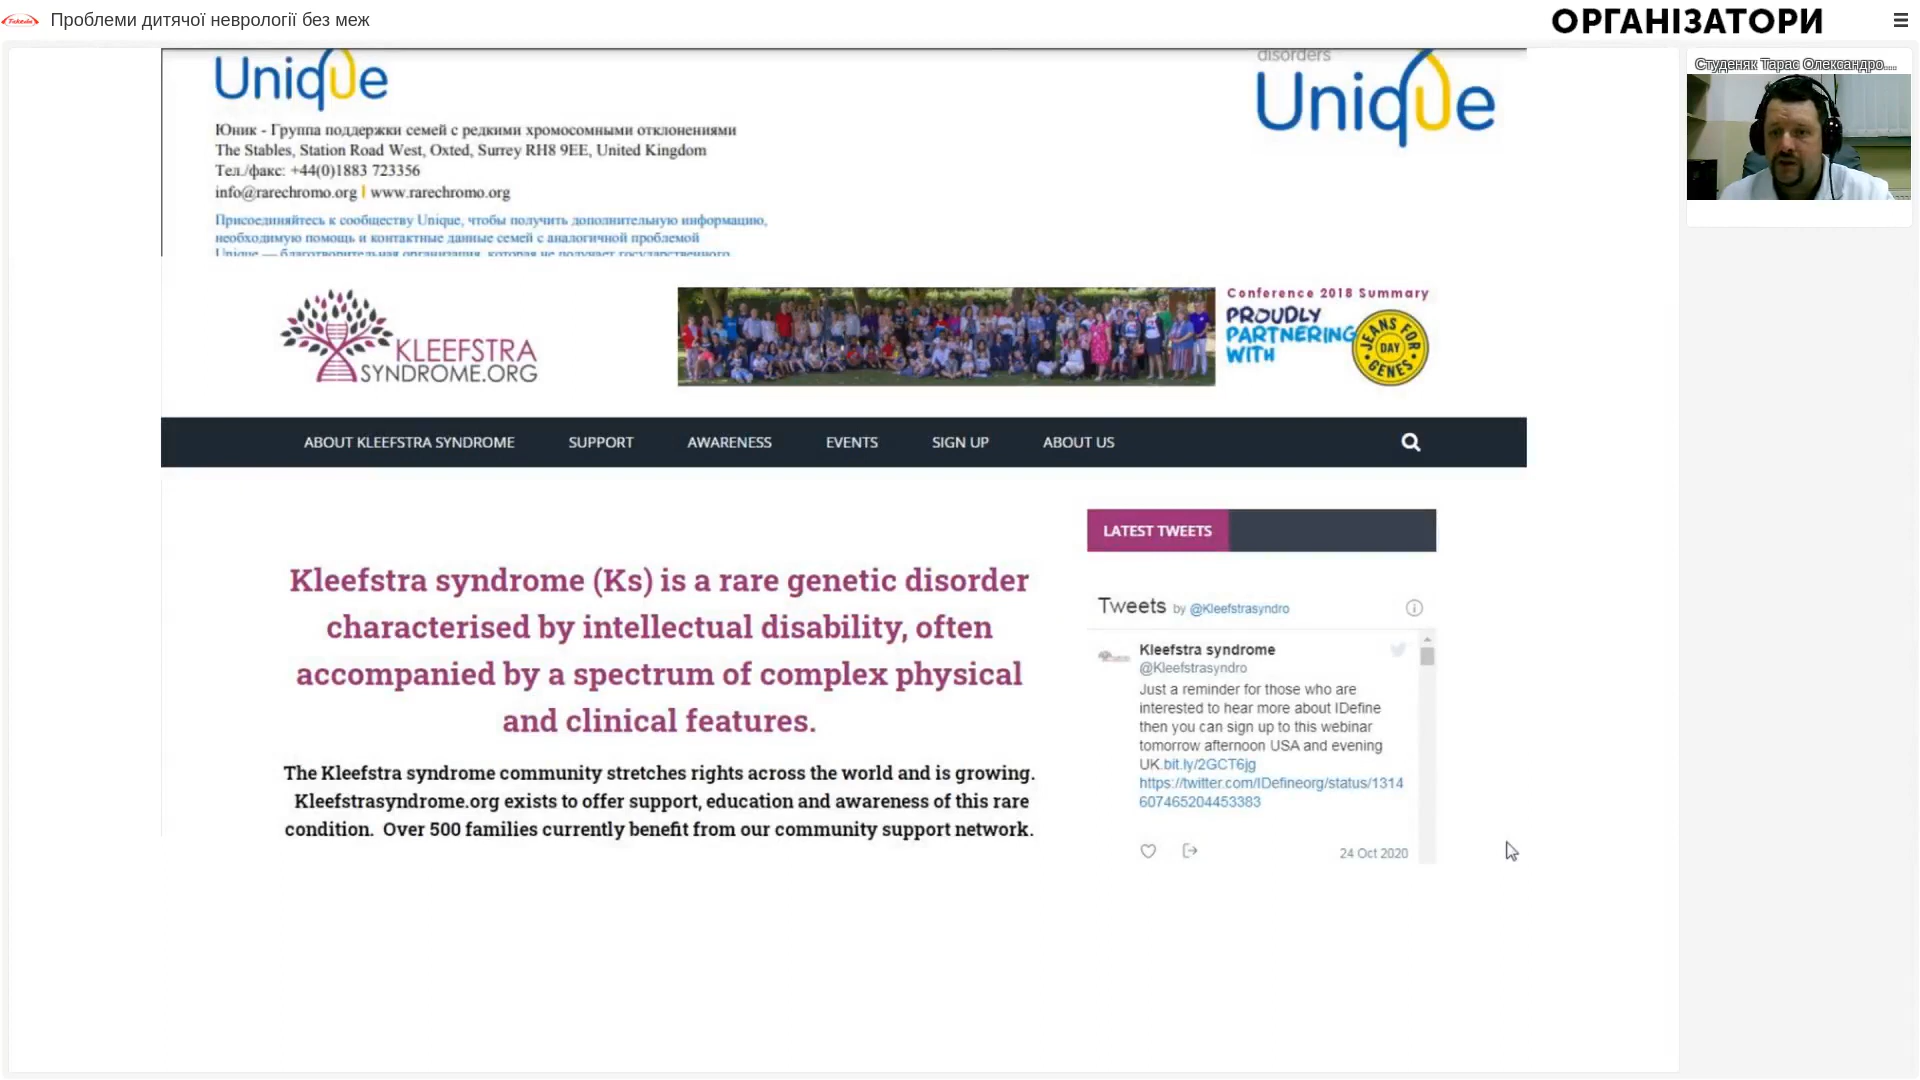 Takeda
Проблеми дитячої неврології без меж
ОРГАНІЗАТОРИ
Студеняк Тарас Олександро...
Unique
disorders
Unique
Юник - Группа поддержки семей с редкими хромосомными отклонениями
The Stables, Station Road West, Oxted, Surrey RH8 9EE, United Kingdom
Тел./факс: +44(0)1883 723356
info@rarechromo.org I www.rarechromo.org
Присоединяйтесь к сообществу Unique, чтобы получить дополнительную информацию,
необходимую помощь и контактные данные семей с аналогичной проблемой
Unique — благотворительная организация, которая не получает государственного
KLEEFSTRA
SYNDROME.ORG
Conference 2018 Summary
PROUDLY
PARTNERING
WITH
JEANS FOR
DAY
GENES
ABOUT KLEEFSTRA SYNDROME SUPPORT AWARENESS EVENTS SIGN UP ABOUT US
Kleefstra syndrome (Ks) is a rare genetic disorder
characterised by intellectual disability, often
accompanied by a spectrum of complex physical
and clinical features.
The Kleefstra syndrome community stretches rights across the world and is growing.
Kleefstrasyndrome.org exists to offer support, education and awareness of this rare
condition. Over 500 families currently benefit from our community support network.
LATEST TWEETS
Tweets by @Kleefstrasyndro
Kleefstra syndrome
@Kleefstrasyndro
Just a reminder for those who are
interested to hear more about IDefine
then you can sign up to this webinar
tomorrow afternoon USA and evening
UK.bit.ly/2GCT6jg
https://twitter.com/IDefineorg/status/1314
607465204453383
24 Oct 2020